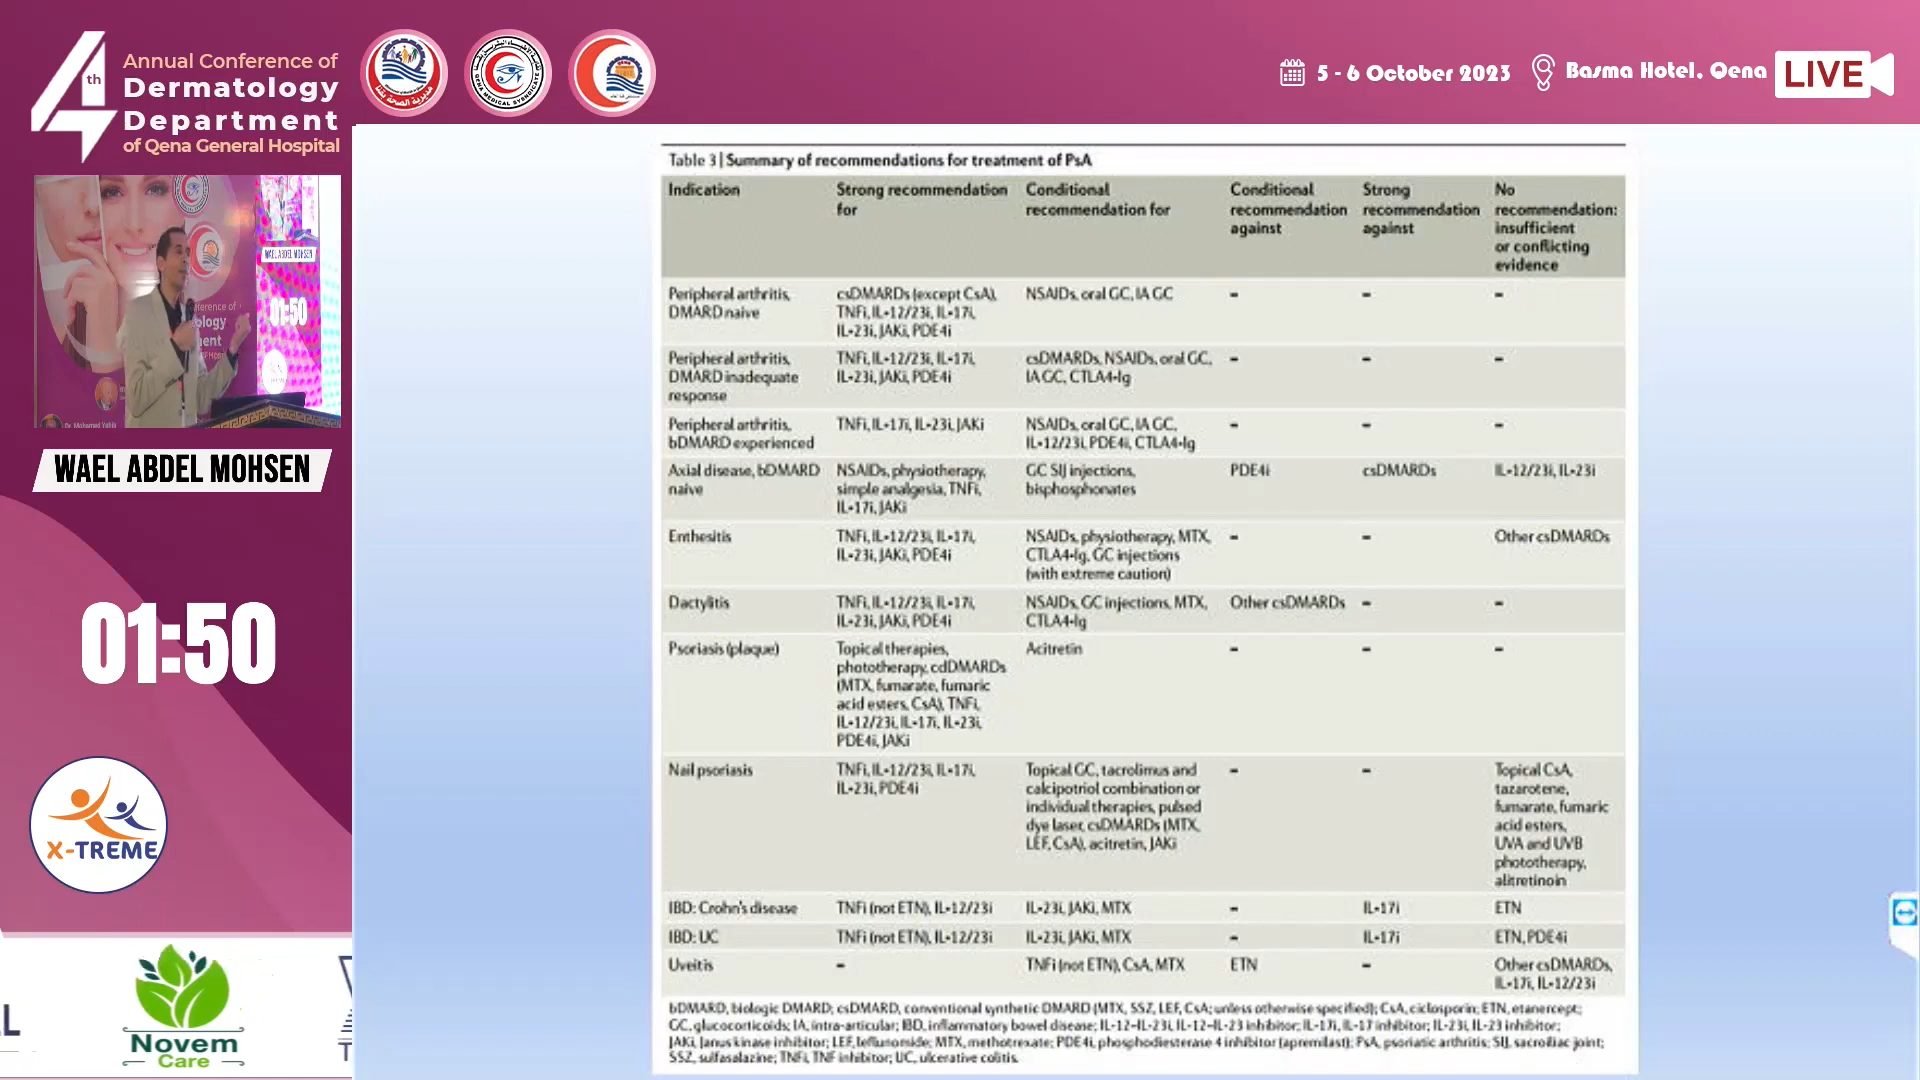 4th
Annual Conference of
Dermatology
Department
of Qena General Hospital
5 - 6 October 2023
Basma Hotel, Qena
LIVE
WAEL ABDEL MOHSEN
01:50
WAEL ABDEL MOHSEN
01:50
X-TREME
Novem
Care
Table 3 | Summary of recommendations for treatment of PsA
Indication Strong recommendation for Conditional recommendation for Conditional recommendation against Strong recommendation against No recommendation: insufficient or conflicting evidence
Peripheral arthritis, DMARD naive csDMARDs (except CsA), TNFi, IL-12/23i, IL-17i, IL-23i, JAKi, PDE4i NSAIDs, oral GC, IA GC - - -
Peripheral arthritis, DMARD inadequate response TNFi, IL-12/23i, IL-17i, IL-23i, JAKi, PDE4i csDMARDs, NSAIDs, oral GC, IA GC, CTLA4-Ig - - -
Peripheral arthritis, bDMARD experienced TNFi, IL-17i, IL-23i, JAKi NSAIDs, oral GC, IA GC, IL-12/23i, PDE4i, CTLA4-Ig - - -
Axial disease, bDMARD naive NSAIDs, physiotherapy, simple analgesia, TNFi, IL-17i, JAKi GC SIJ injections, bisphosphonates PDE4i csDMARDs IL-12/23i, IL-23i
Enthesitis TNFi, IL-12/23i, IL-17i, IL-23i, JAKi, PDE4i NSAIDs, physiotherapy, MTX, CTLA4-Ig, GC injections (with extreme caution) - - Other csDMARDs
Dactylitis TNFi, IL-12/23i, IL-17i, IL-23i, JAKi, PDE4i NSAIDs, GC injections, MTX, CTLA4-Ig Other csDMARDs - -
Psoriasis (plaque) Topical therapies, phototherapy, cdDMARDs (MTX, fumarate, fumaric acid esters, CsA), TNFi, IL-12/23i, IL-17i, IL-23i, PDE4i, JAKi Acitretin - - -
Nail psoriasis TNFi, IL-12/23i, IL-17i, IL-23i, PDE4i Topical GC, tacrolimus and calcipotriol combination or individual therapies, pulsed dye laser, csDMARDs (MTX, LEF, CsA), acitretin, JAKi - - Topical CsA, tazarotene, fumarate, fumaric acid esters, UVA and UVB phototherapy, alitretinoin
IBD: Crohn's disease TNFi (not ETN), IL-12/23i IL-23i, JAKi, MTX - IL-17i ETN
IBD: UC TNFi (not ETN), IL-12/23i IL-23i, JAKi, MTX - IL-17i ETN, PDE4i
Uveitis - TNFi (not ETN), CsA, MTX ETN - Other csDMARDs, IL-17i, IL-12/23i
bDMARD, biologic DMARD; csDMARD, conventional synthetic DMARD (MTX, SSZ, LEF, CsA; unless otherwise specified); CsA, ciclosporin; ETN, etanercept;
GC, glucocorticoids; IA, intra-articular; IBD, inflammatory bowel disease; IL-12–IL-23i, IL-12–IL-23 inhibitor; IL-17i, IL-17 inhibitor; IL-23i, IL-23 inhibitor;
JAKi, Janus kinase inhibitor; LEF, leflunomide; MTX, methotrexate; PDE4i, phosphodiesterase 4 inhibitor (apremilast); PsA, psoriatic arthritis; SIJ, sacroiliac joint;
SSZ, sulfasalazine; TNFi, TNF inhibitor; UC, ulcerative colitis.